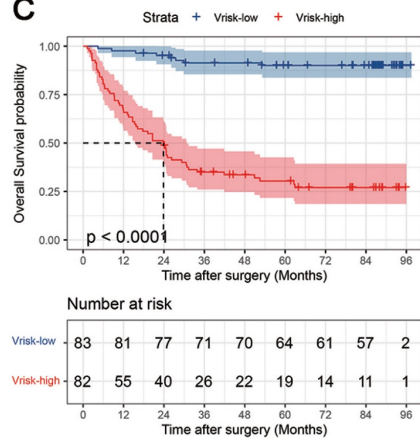 C
Strata Vrisk-low Vrisk-high
Overall Survival probability
1.00
0.75
0.50
0.25
0.00
p < 0.0001
0 12 24 36 48 60 72 84 96
Time after surgery (Months)
Number at risk
Vrisk-low 83 81 77 71 70 64 61 57 2
Vrisk-high 82 55 40 26 22 19 14 11 1
0 12 24 36 48 60 72 84 96
Time after surgery (Months)